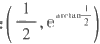 :(1/2, e^{arctan 1/2})